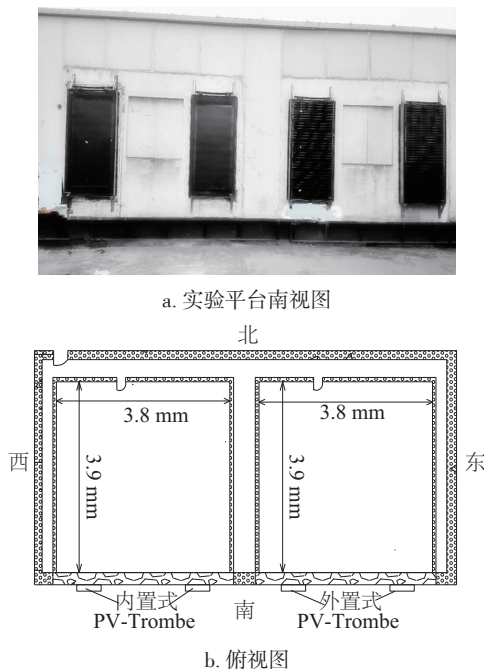 a. 实验平台南视图
北
3.8 mm
3.8 mm
西
3.9 mm
3.9 mm
东
内置式
PV-Trombe
南
外置式
PV-Trombe
b. 俯视图